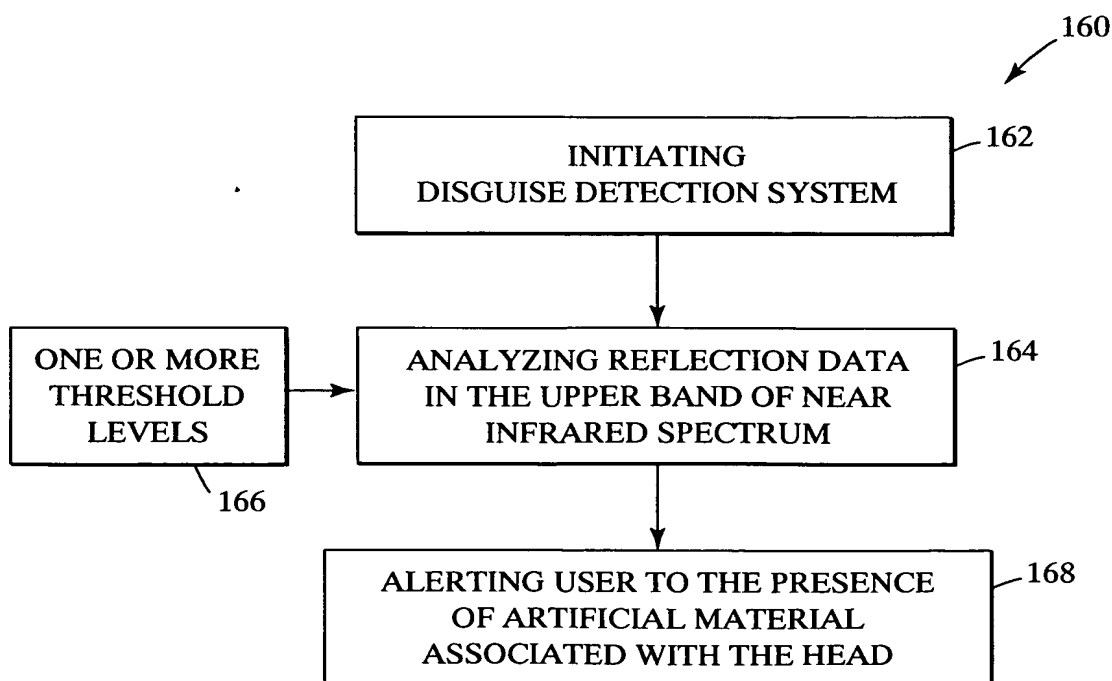 160
INITIATING
DISGUISE DETECTION SYSTEM
162
ONE OR MORE
THRESHOLD
LEVELS
166
ANALYZING REFLECTION DATA
IN THE UPPER BAND OF NEAR
INFRARED SPECTRUM
164
ALERTING USER TO THE PRESENCE
OF ARTIFICIAL MATERIAL
ASSOCIATED WITH THE HEAD
168